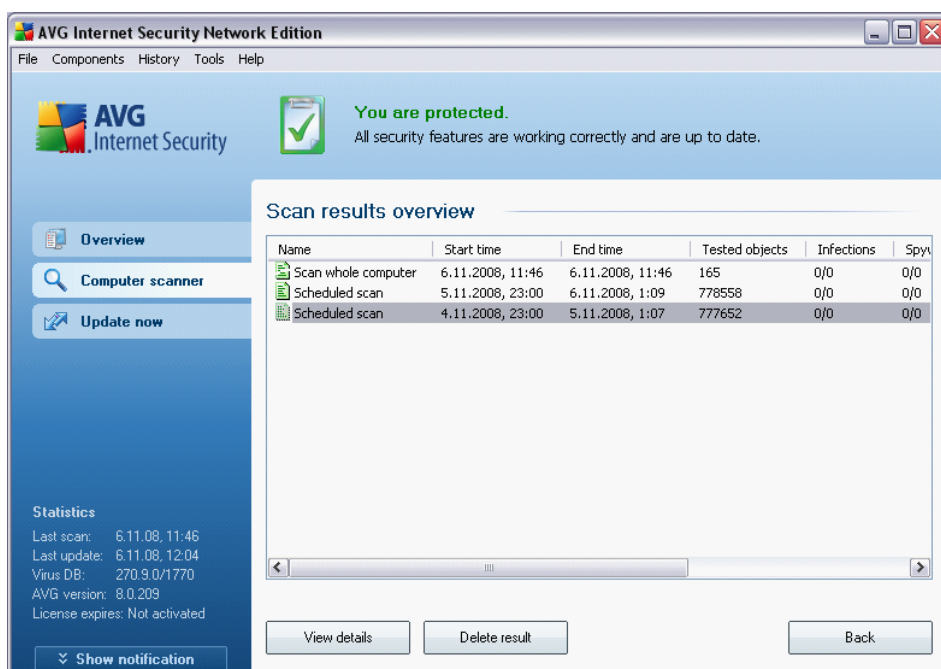 AVG Internet Security Network Edition
File Components History Tools Help
AVG
Internet Security
You are protected.
All security features are working correctly and are up to date.
Overview
Computer scanner
Update now
Scan results overview
Name Start time End time Tested objects Infections Spyw
Scan whole computer 6.11.2008, 11:46 6.11.2008, 11:46 165 0/0 0/0
Scheduled scan 5.11.2008, 23:00 6.11.2008, 1:09 778558 0/0 0/0
Scheduled scan 4.11.2008, 23:00 5.11.2008, 1:07 777652 0/0 0/0
Statistics
Last scan: 6.11.08, 11:46
Last update: 6.11.08, 12:04
Virus DB: 270.9.0/1770
AVG version: 8.0.209
License expires: Not activated
Show notification
View details Delete result Back